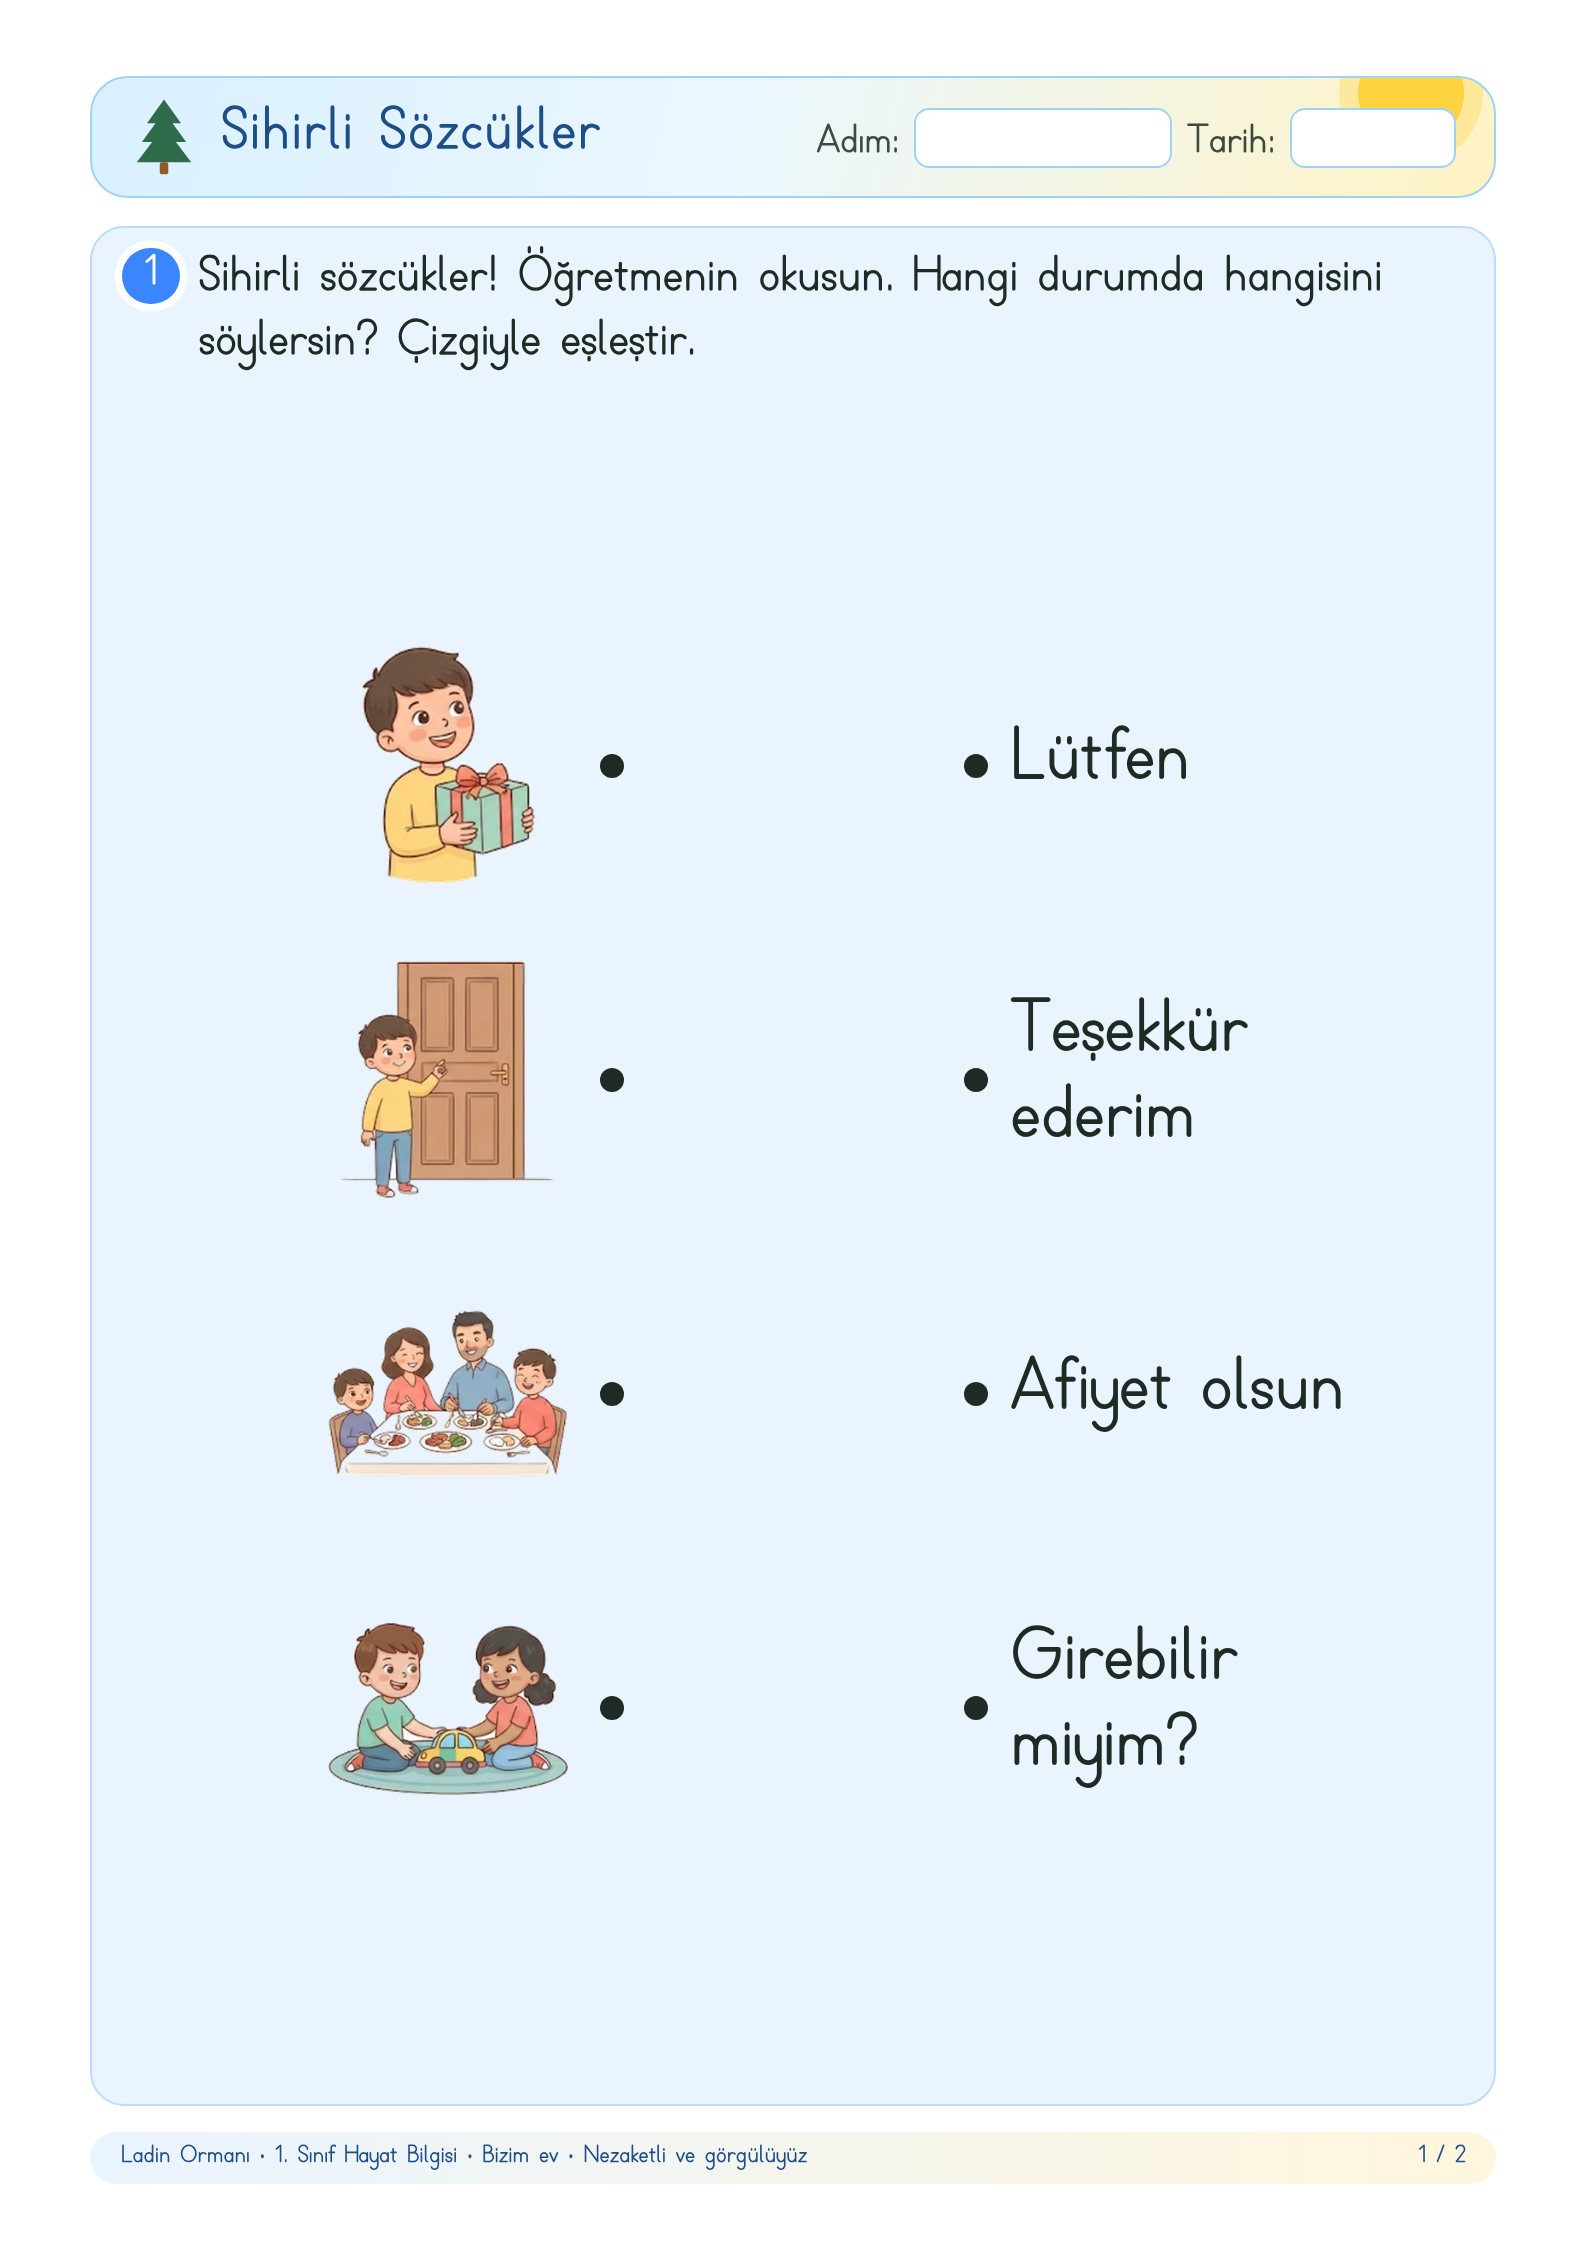 Sihirli Sözcükler
Adım:
Tarih:
1
Sihirli sözcükler! Öğretmenin okusun. Hangi durumda hangisini
söylersin? Çizgiyle eşleştir.
Lütfen
Teşekkür
ederim
Afiyet olsun
Girebilir
miyim?
Ladin Ormanı • 1. Sınıf Hayat Bilgisi • Bizim ev • Nezaketli ve görgülüyüz
1 / 2